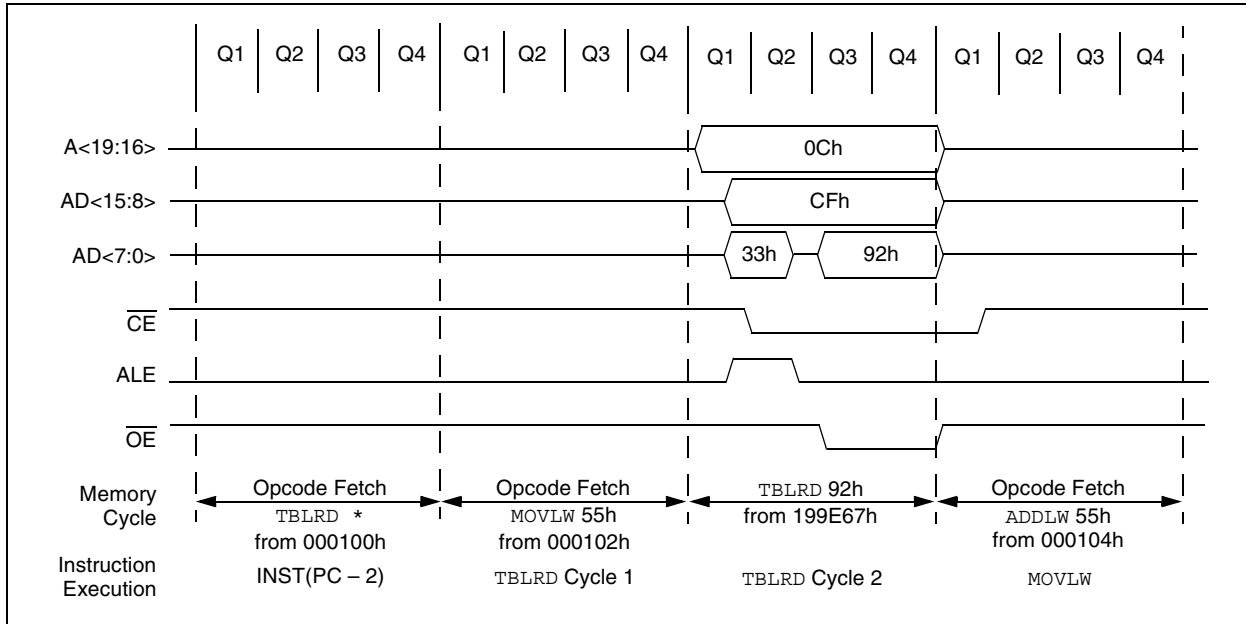 Q1 Q2 Q3 Q4 Q1 Q2 Q3 Q4 Q1 Q2 Q3 Q4 Q1 Q2 Q3 Q4
A<19:16> 0Ch
AD<15:8> CFh
AD<7:0> 33h 92h
CE
ALE
OE
Memory
Cycle
Opcode Fetch
TBLRD *
from 000100h
Opcode Fetch
MOVLW 55h
from 000102h
TBLRD 92h
from 199E67h
Opcode Fetch
ADDLW 55h
from 000104h
Instruction
Execution
INST(PC – 2)
TBLRD Cycle 1
TBLRD Cycle 2
MOVLW